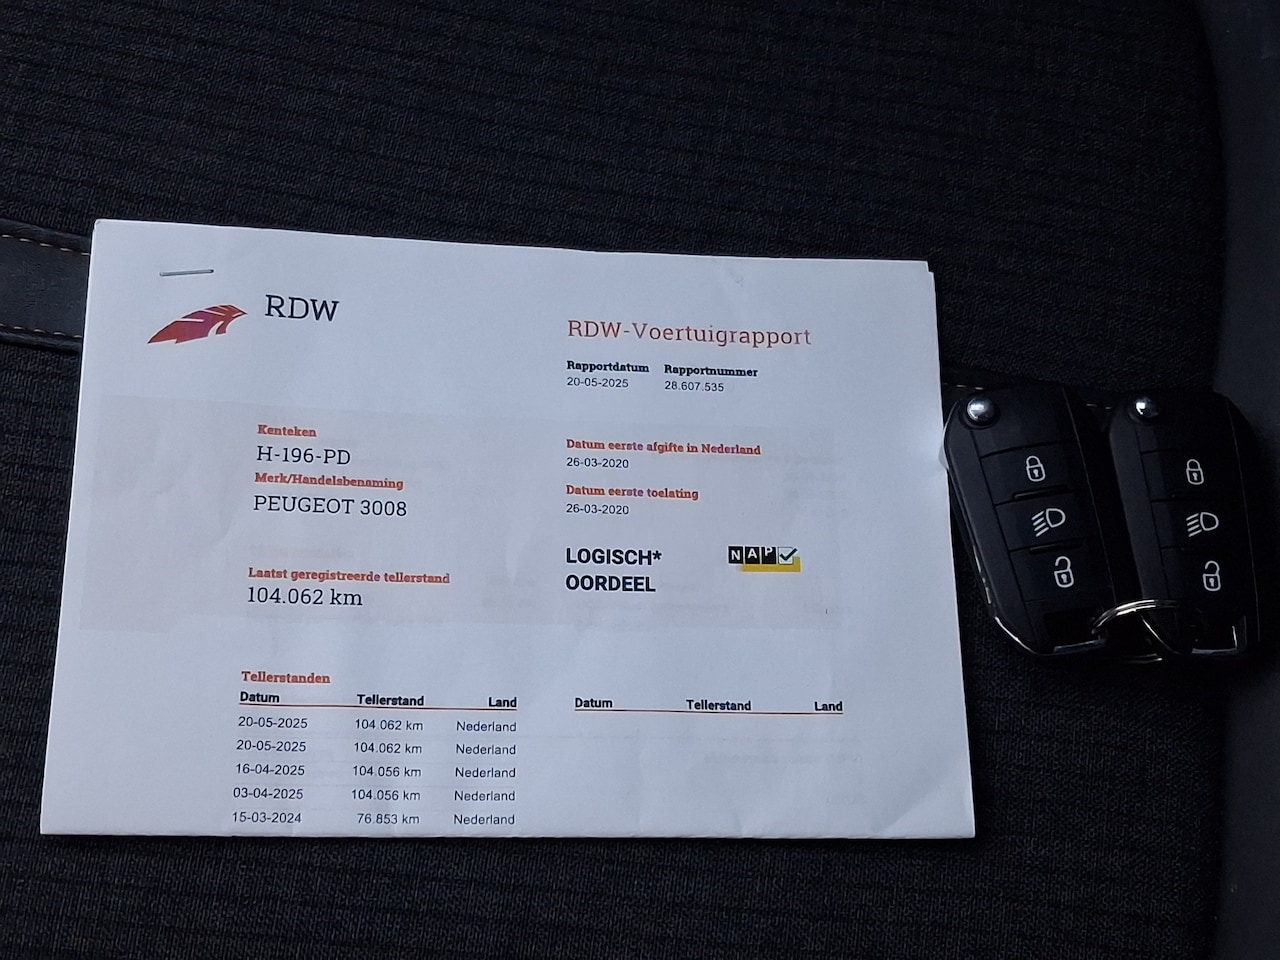 RDW
RDW-Voertuigrapport
Rapportdatum Rapportnummer
20-05-2025 28.607.535
Kenteken
H-196-PD
Merk/Handelsbenaming
PEUGEOT 3008
Datum eerste afgifte in Nederland
26-03-2020
Datum eerste toelating
26-03-2020
LOGISCH*
OORDEEL
NAP
Laatst geregistreerde tellerstand
104.062 km
Tellerstanden
Datum Tellerstand Land
20-05-2025 104.062 km Nederland
20-05-2025 104.062 km Nederland
16-04-2025 104.056 km Nederland
03-04-2025 104.056 km Nederland
15-03-2024 76.853 km Nederland
Datum Tellerstand Land